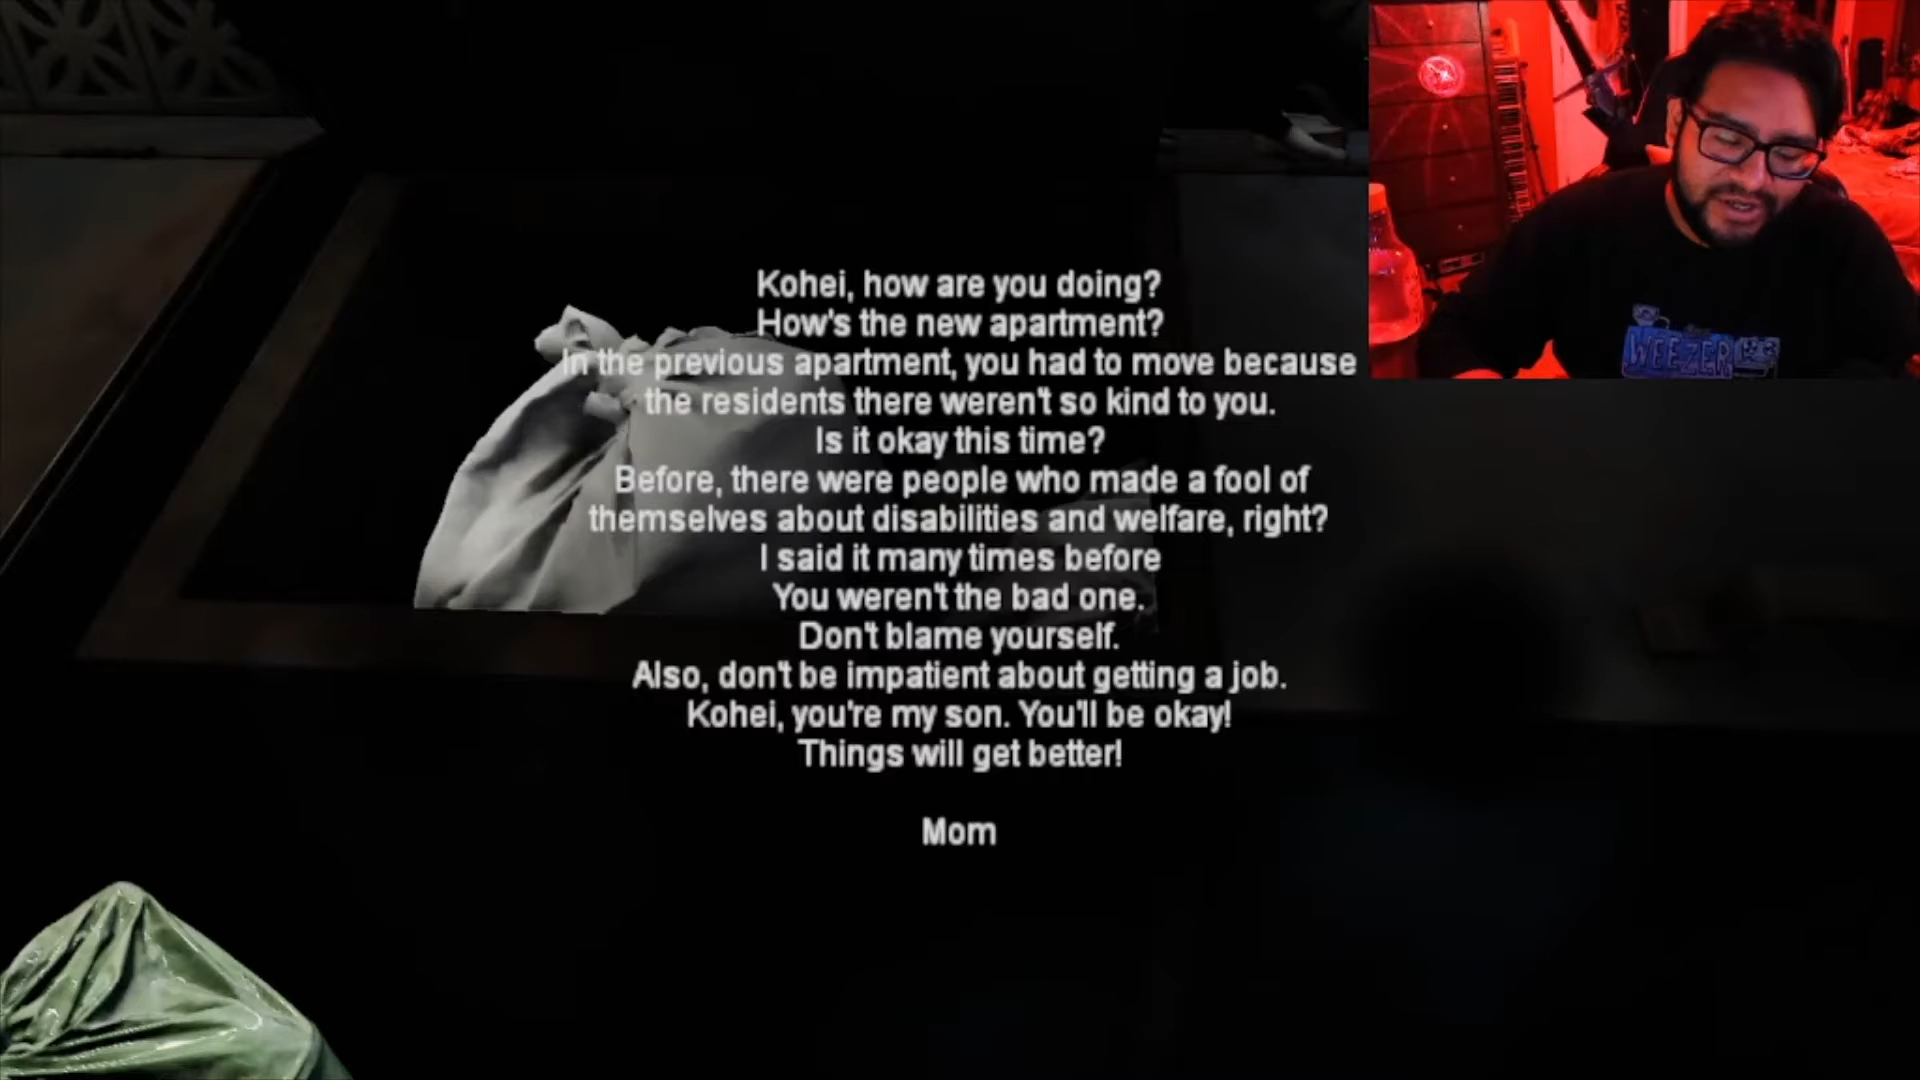 Kohei, how are you doing?
How's the new apartment?
In the previous apartment, you had to move because
the residents there weren't so kind to you.
Is it okay this time?
Before, there were people who made a fool of
themselves about disabilities and welfare, right?
I said it many times before
You weren't the bad one.
Don't blame yourself.
Also, don't be impatient about getting a job.
Kohei, you're my son. You'll be okay!
Things will get better!
Mom
WEEZER